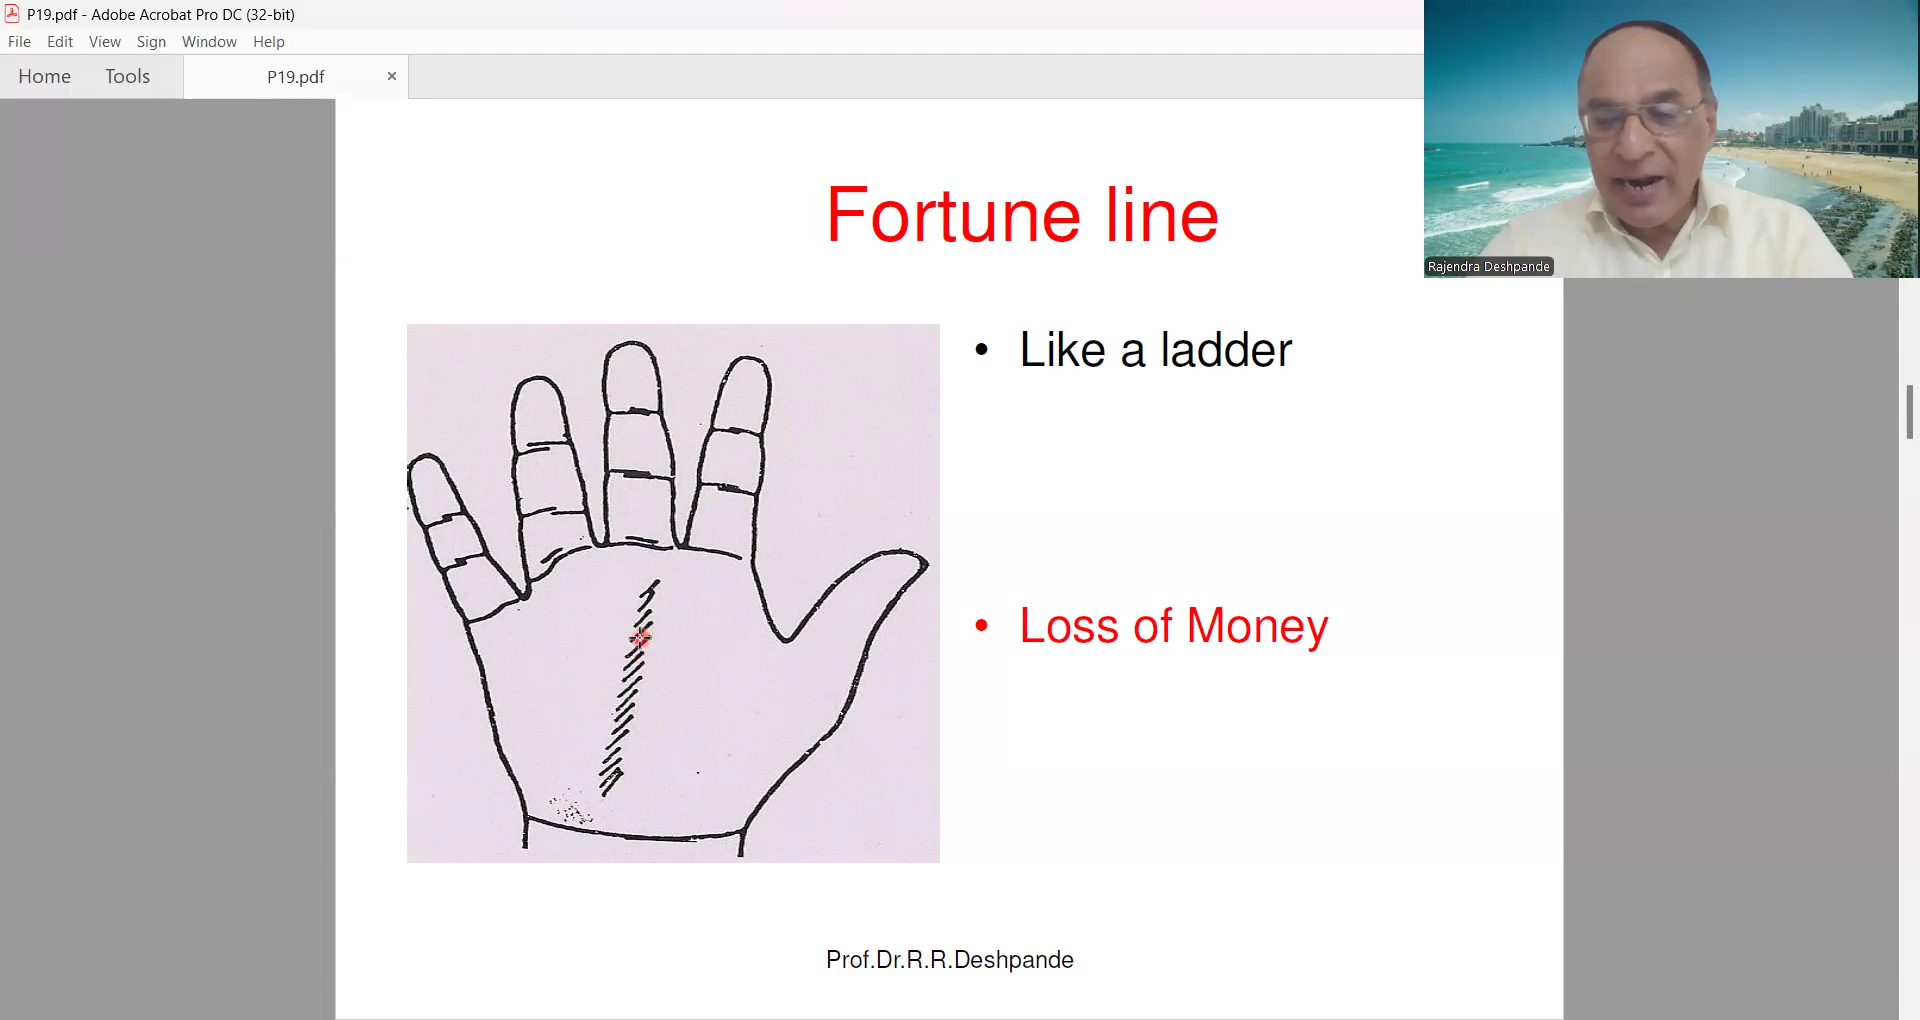 P19.pdf - Adobe Acrobat Pro DC (32-bit)
File Edit View Sign Window Help
Home Tools P19.pdf
Rajendra Deshpande
Fortune line
• Like a ladder
• Loss of Money
Prof.Dr.R.R.Deshpande